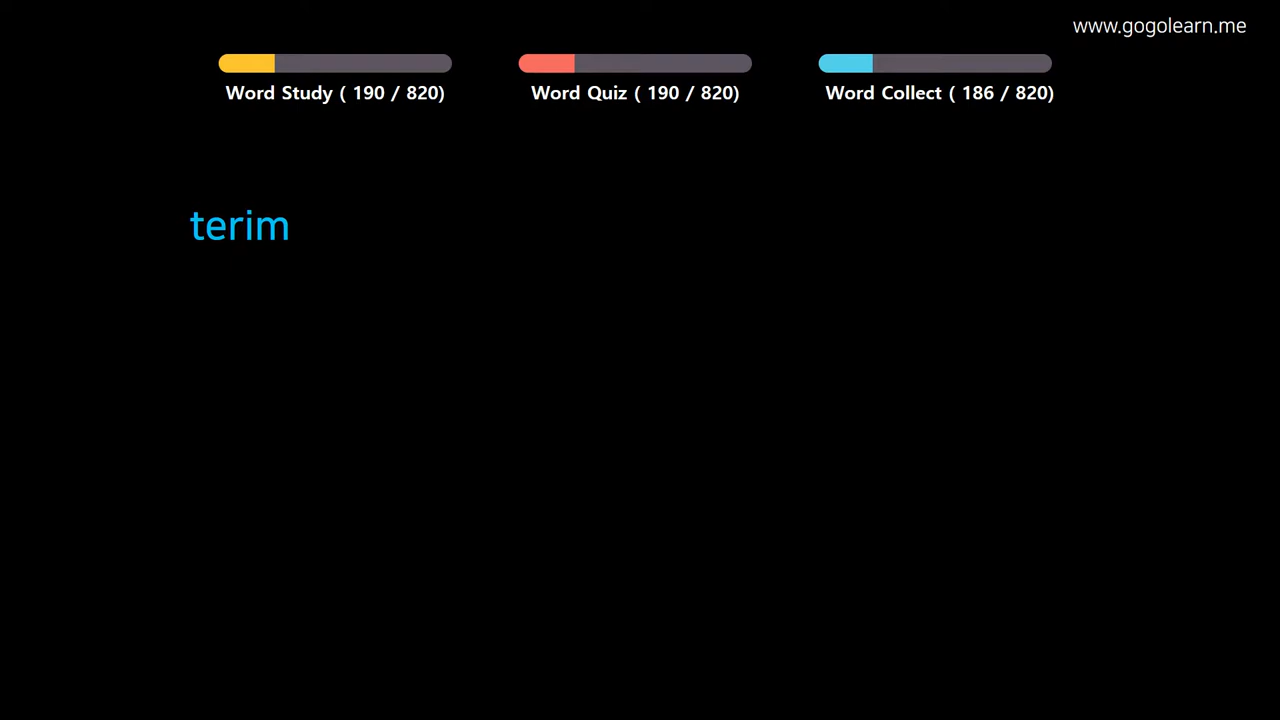 www.gogolearn.me
Word Study ( 190 / 820)
Word Quiz ( 190 / 820)
Word Collect ( 186 / 820)
terim